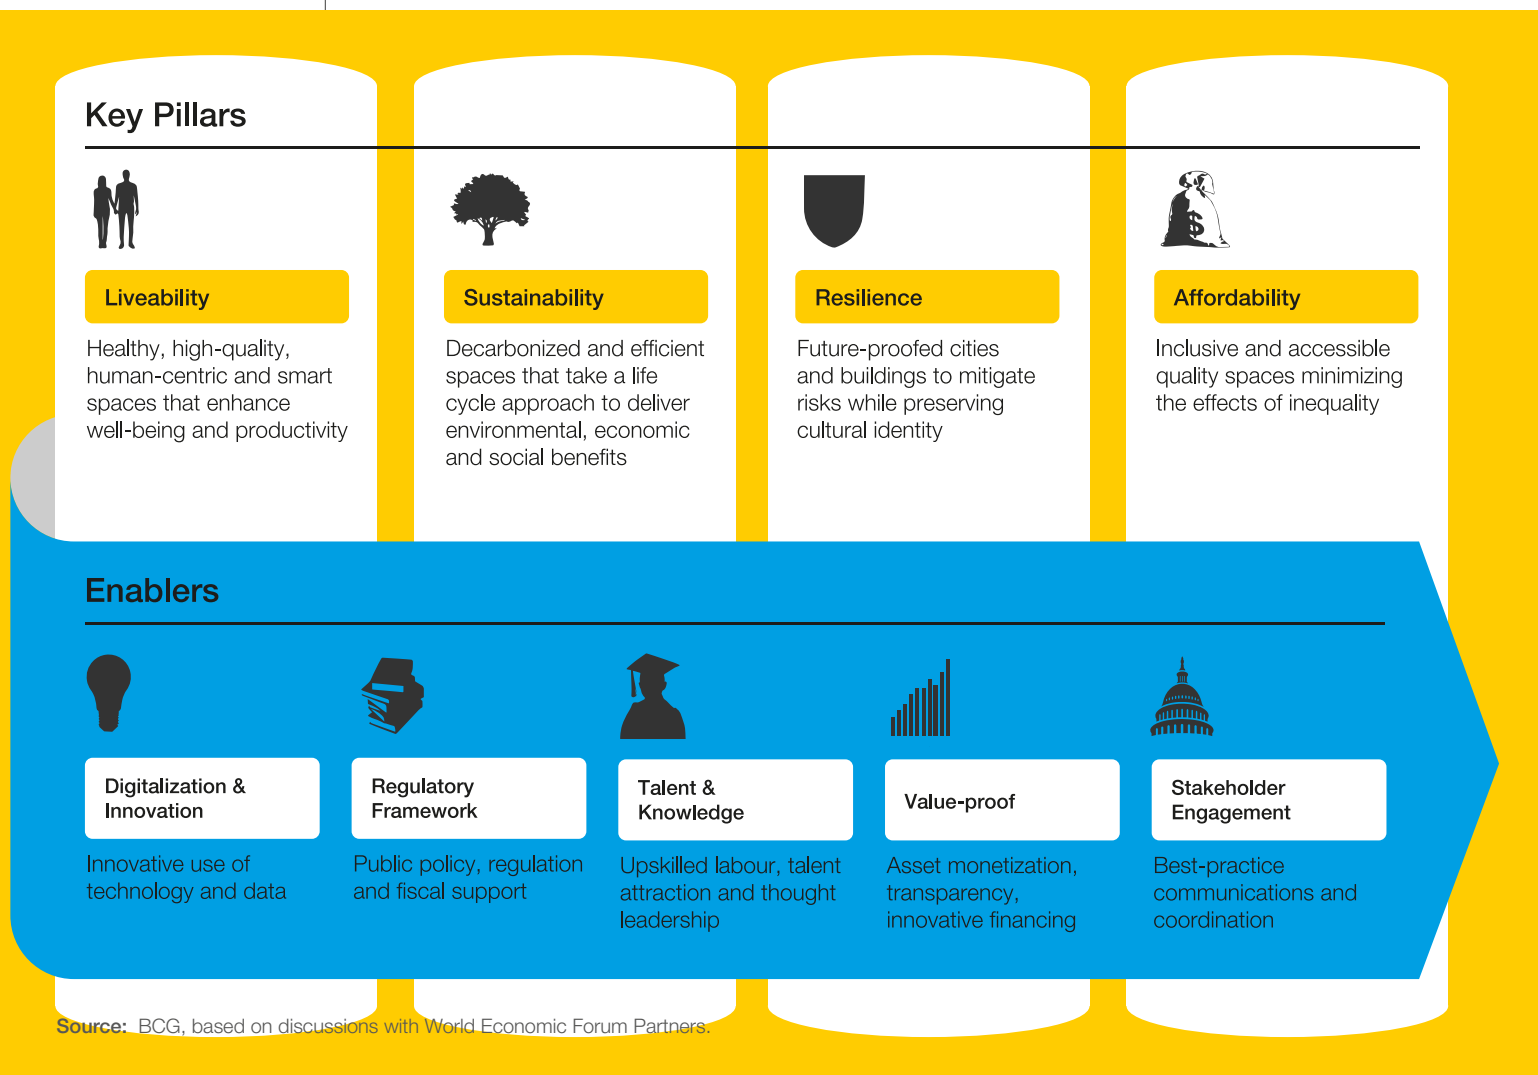 Key Pillars
Liveability
Healthy, high-quality,
human-centric and smart
spaces that enhance
well-being and productivity
Sustainability
Decarbonized and efficient
spaces that take a life
cycle approach to deliver
environmental, economic
and social benefits
Resilience
Future-proofed cities
and buildings to mitigate
risks while preserving
cultural identity
Affordability
Inclusive and accessible
quality spaces minimizing
the effects of inequality
Enablers
Digitalization &
Innovation
Innovative use of
technology and data
Regulatory
Framework
Public policy, regulation
and fiscal support
Talent &
Knowledge
Upskilled labour, talent
attraction and thought
leadership
Value-proof
Asset monetization,
transparency,
innovative financing
Stakeholder
Engagement
Best-practice
communications and
coordination
Source: BCG, based on discussions with World Economic Forum Partners.